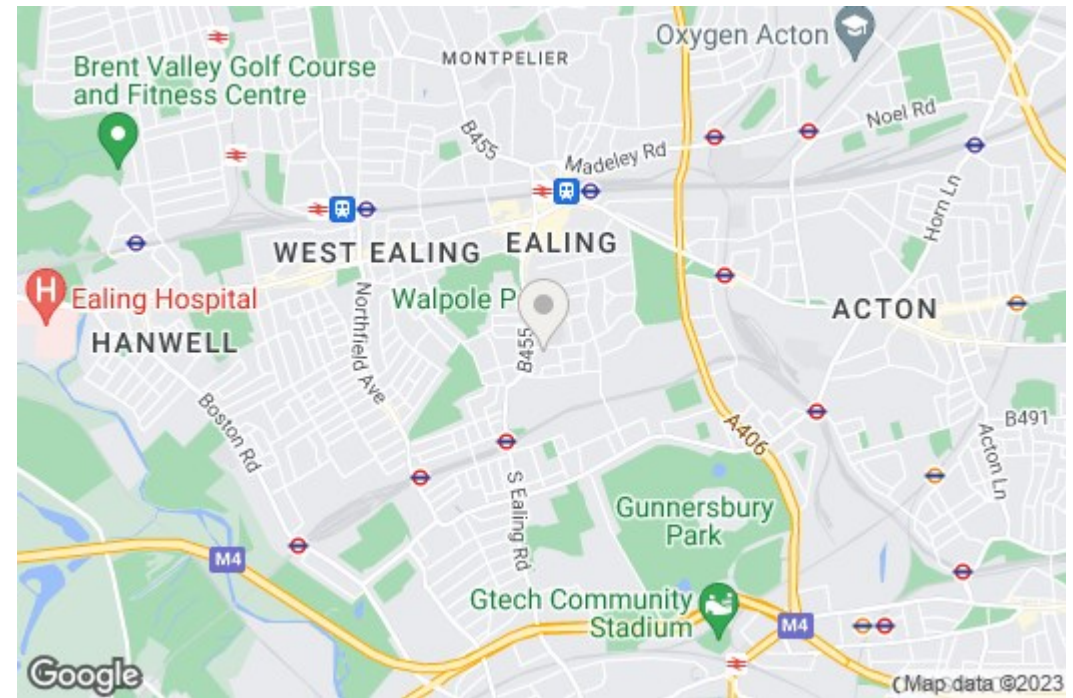 Oxygen Acton
MONTPELIER
Brent Valley Golf Course
and Fitness Centre
Noel Rd
B455
Madeley Rd
Horn Ln
WEST EALING
EALING
H
Ealing Hospital
Walpole P
ACTON
Northfield Ave
B455
HANWELL
Boston Rd
A406
B491
Acton Ln
S Ealing Rd
Gunnersbury
Park
M4
Gtech Community
Stadium
M4
Google
Map data ©2023